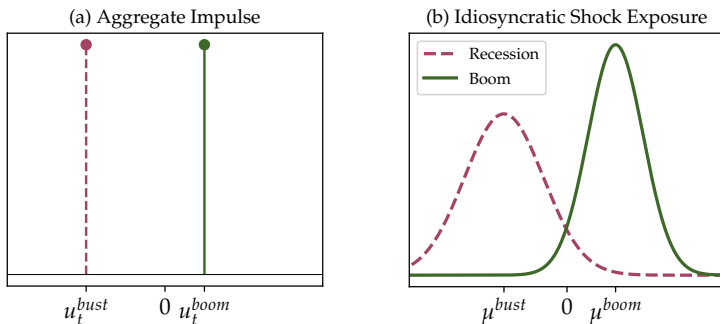 (a) Aggregate Impulse
u_t^{bust} 0 u_t^{boom}
(b) Idiosyncratic Shock Exposure
Recession
Boom
μ^{bust} 0 μ^{boom}